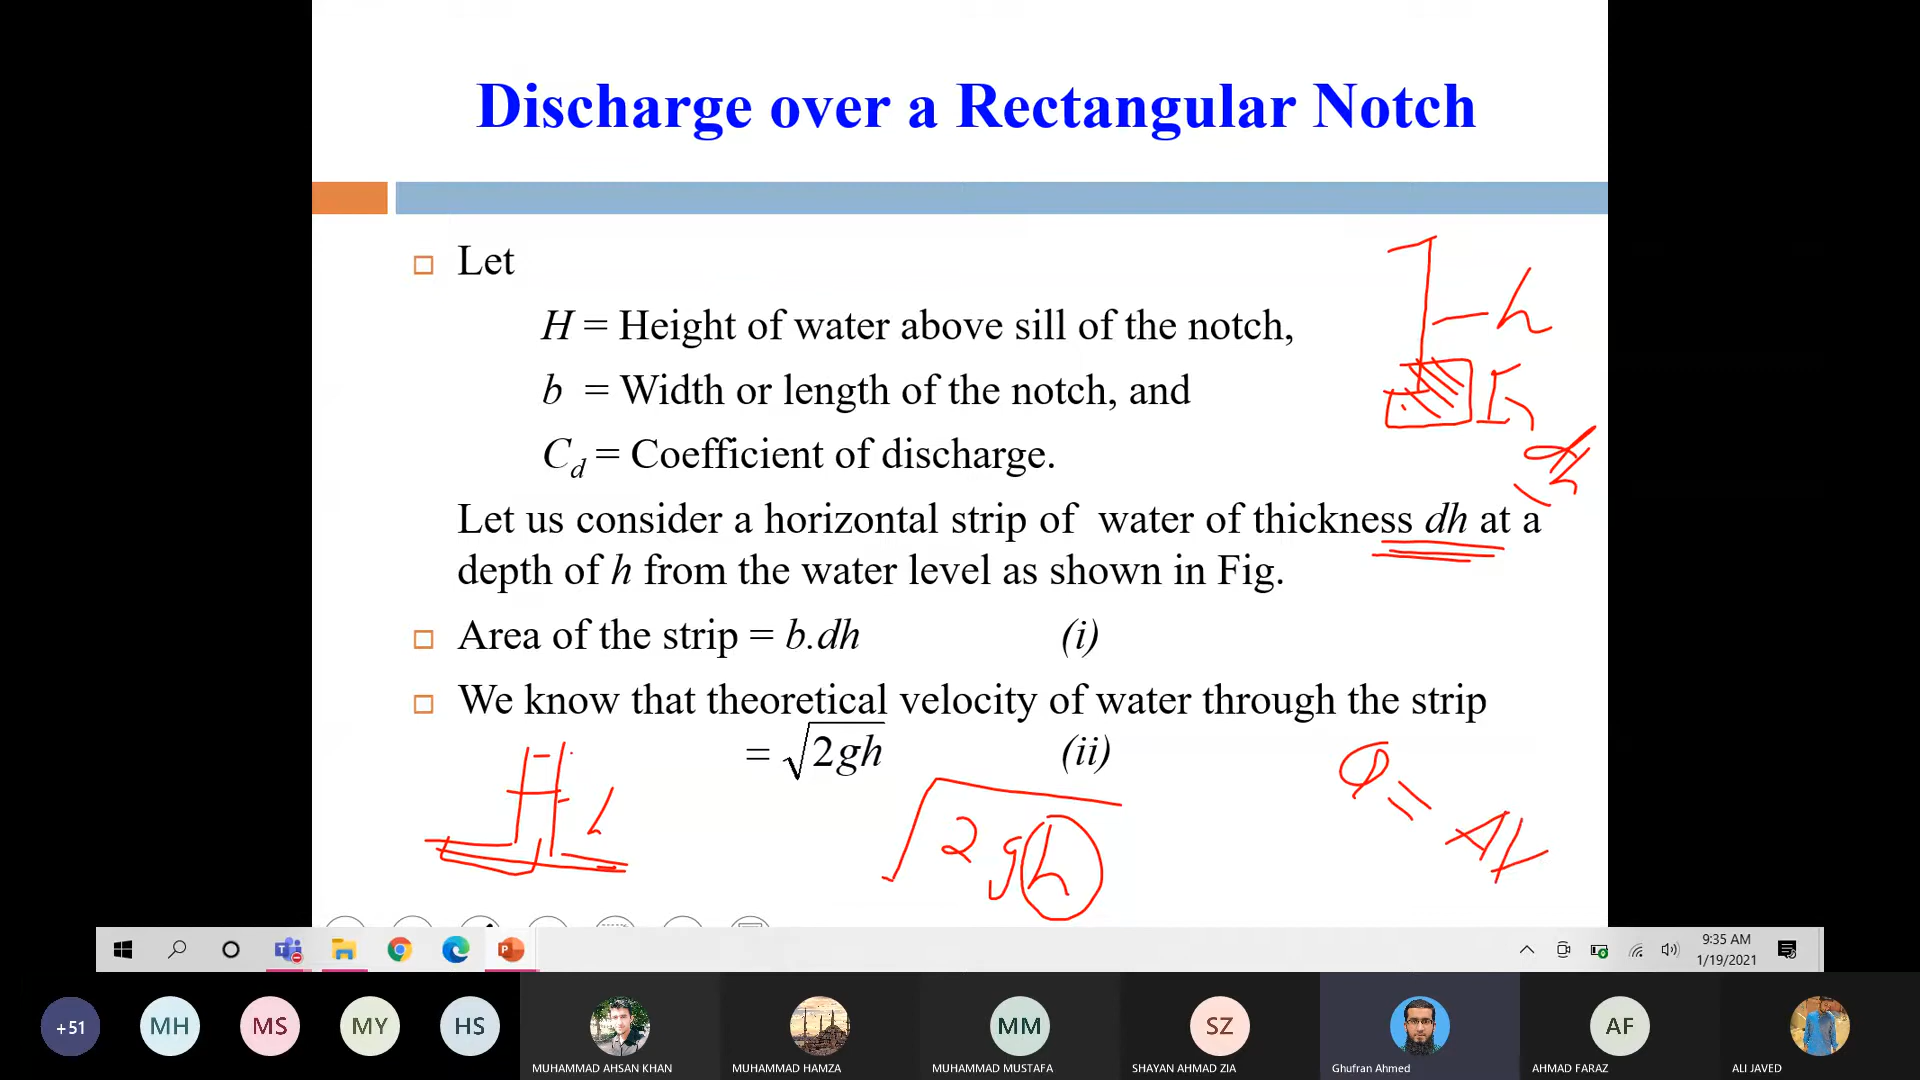 Discharge over a Rectangular Notch
Let
H = Height of water above sill of the notch,
b = Width or length of the notch, and
C_d = Coefficient of discharge.
Let us consider a horizontal strip of water of thickness dh at a
depth of h from the water level as shown in Fig.
Area of the strip = b.dh (i)
We know that theoretical velocity of water through the strip
= √2gh (ii)
h
dh
h
√2gh
Q = AV
9:35 AM
1/19/2021
+51
MH
MS
MY
HS
MM
SZ
AF
MUHAMMAD AHSAN KHAN
MUHAMMAD HAMZA
MUHAMMAD MUSTAFA
SHAYAN AHMAD ZIA
Ghufran Ahmed
AHMAD FARAZ
ALI JAVED